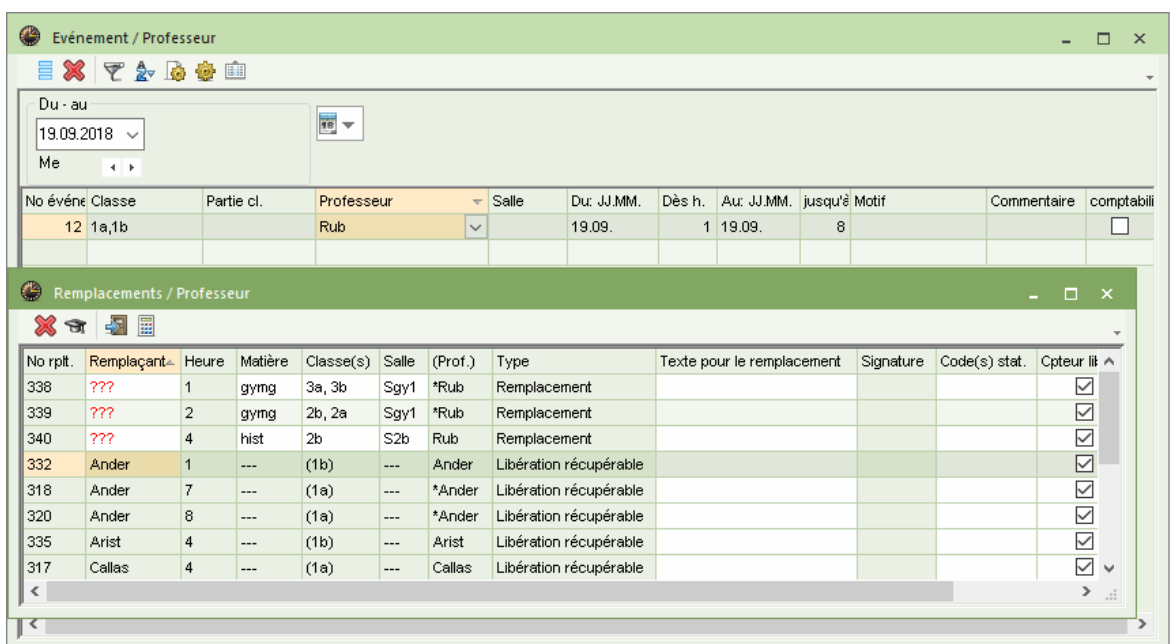 Evénement / Professeur
Du - au
19.09.2018
Me
No événe Classe Partie cl. Professeur Salle Du: JJ.MM. Dès h. Au: JJ.MM. jusqu'à Motif Commentaire comptabili
12 1a,1b Rub 19.09. 1 19.09. 8
Remplacements / Professeur
No rplt. Remplaçant Heure Matière Classe(s) Salle (Prof.) Type Texte pour le remplacement Signature Code(s) stat. Cpteur lit
338 ??? 1 gymg 3a, 3b Sgy1 *Rub Remplacement
339 ??? 2 gymg 2b, 2a Sgy1 *Rub Remplacement
340 ??? 4 hist 2b S2b Rub Remplacement
332 Ander 1 --- (1b) --- Ander Libération récupérable
318 Ander 7 --- (1a) --- *Ander Libération récupérable
320 Ander 8 --- (1a) --- *Ander Libération récupérable
335 Arist 4 --- (1b) --- Arist Libération récupérable
317 Callas 4 --- (1a) --- Callas Libération récupérable